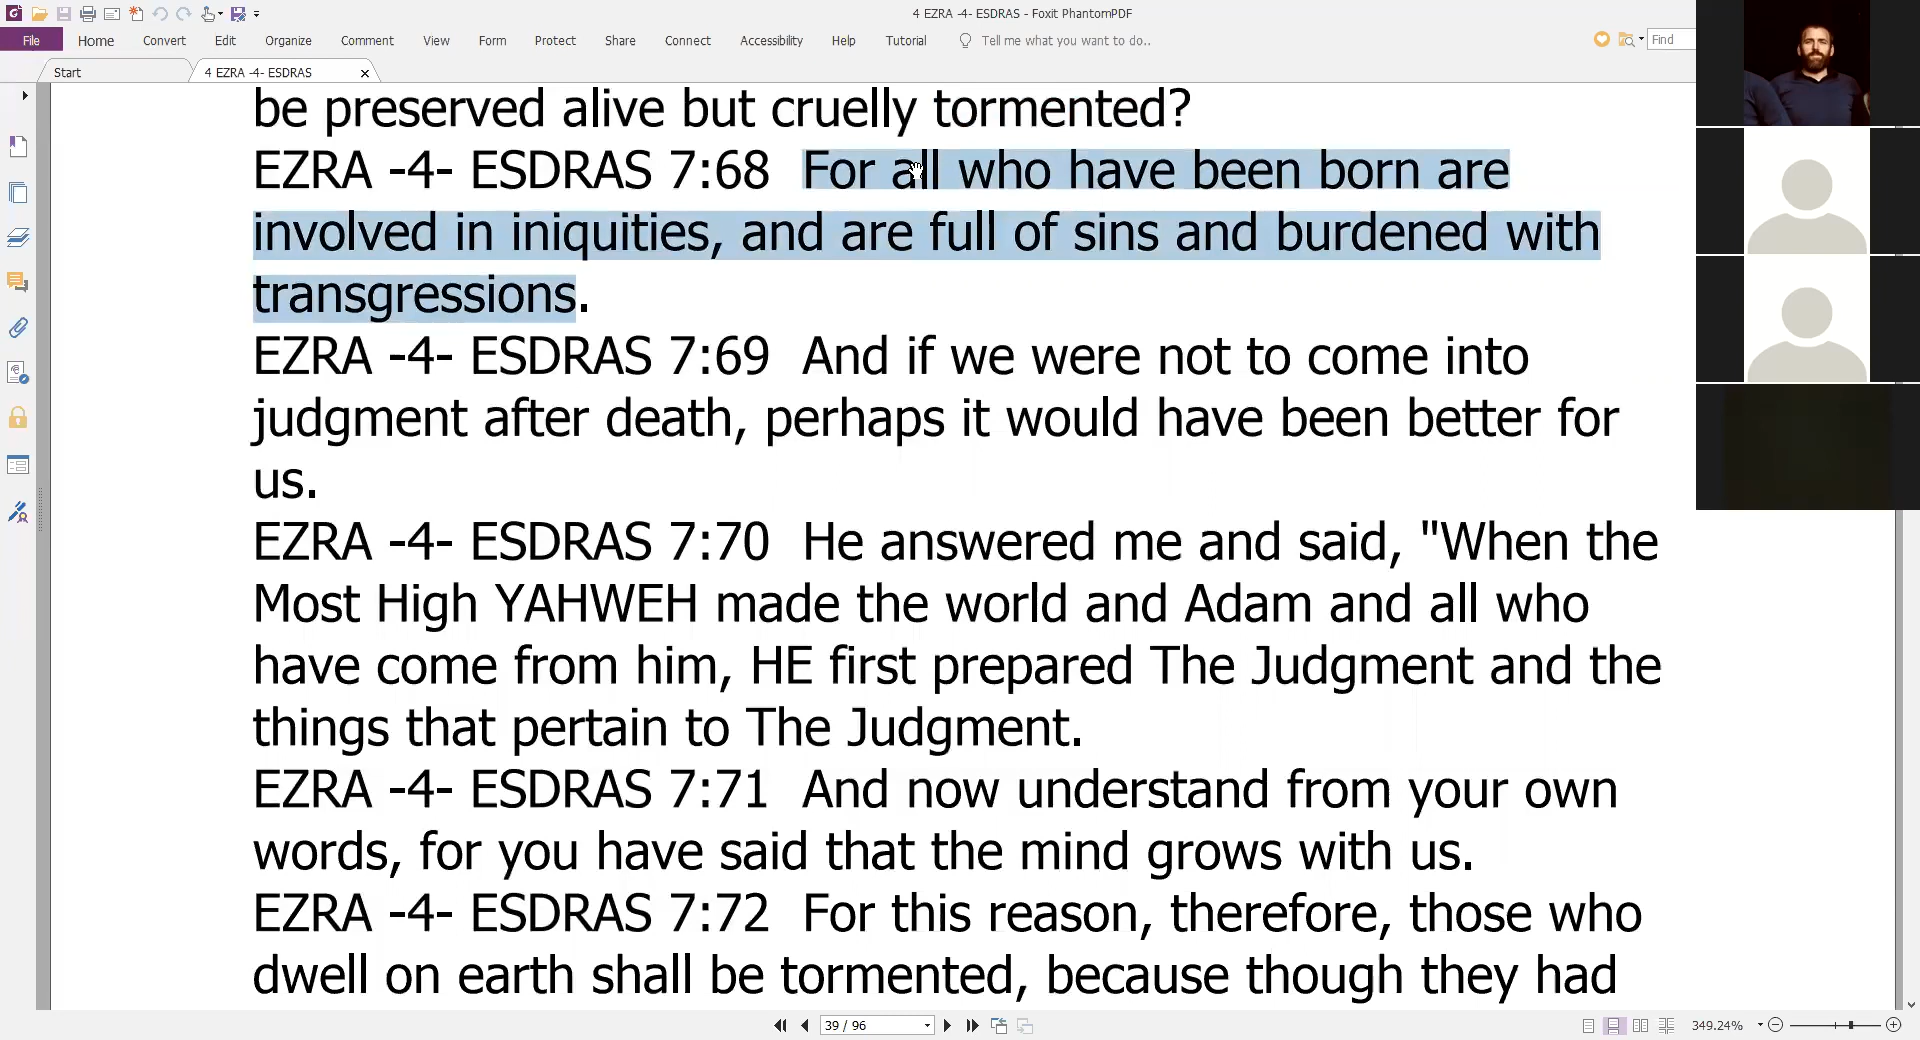 4 EZRA -4- ESDRAS - Foxit PhantomPDF
File Home Convert Edit Organize Comment View Form Protect Share Connect Accessibility Help Tutorial Tell me what you want to do.. Find
Start 4 EZRA -4- ESDRAS
be preserved alive but cruelly tormented?
EZRA -4- ESDRAS 7:68 For all who have been born are
involved in iniquities, and are full of sins and burdened with
transgressions.
EZRA -4- ESDRAS 7:69 And if we were not to come into
judgment after death, perhaps it would have been better for
us.
EZRA -4- ESDRAS 7:70 He answered me and said, "When the
Most High YAHWEH made the world and Adam and all who
have come from him, HE first prepared The Judgment and the
things that pertain to The Judgment.
EZRA -4- ESDRAS 7:71 And now understand from your own
words, for you have said that the mind grows with us.
EZRA -4- ESDRAS 7:72 For this reason, therefore, those who
dwell on earth shall be tormented, because though they had
39 / 96 349.24%